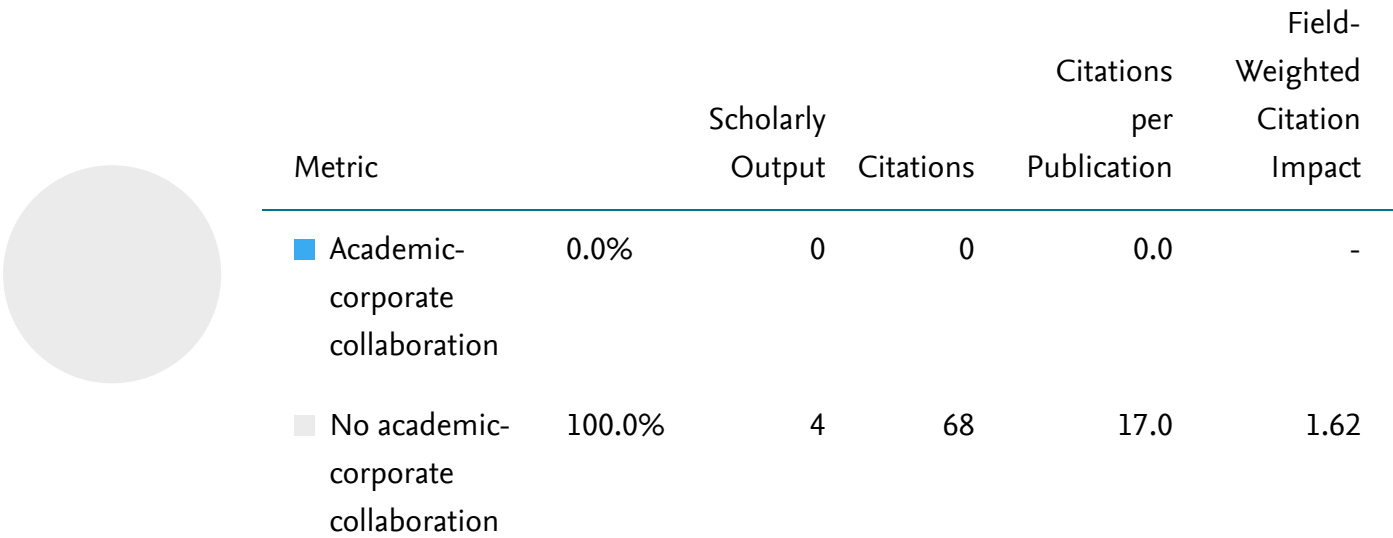 Field-
Citations Weighted
Scholarly per Citation
Metric Output Citations Publication Impact
Academic- 0.0% 0 0 0.0 -
corporate
collaboration
No academic- 100.0% 4 68 17.0 1.62
corporate
collaboration